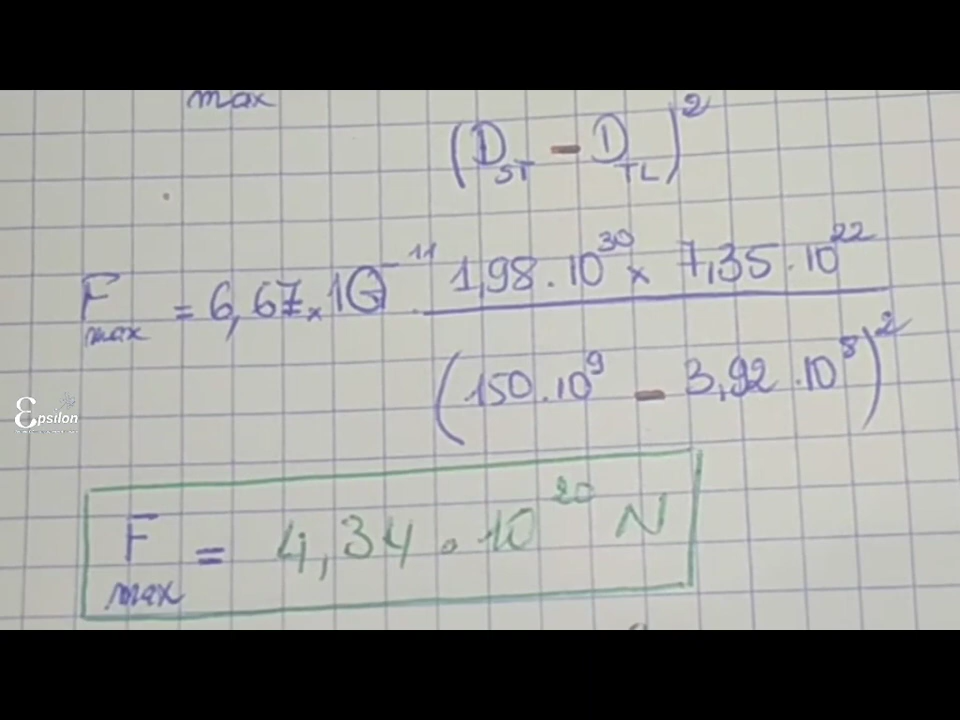 max
(D_ST - D_TL)²
F_max = 6,67 x 10⁻¹¹ . 1,98 . 10³⁰ x 7,35 . 10²²
(150 . 10⁹ - 3,92 . 10⁸)²
Epsilon
F_max = 4,34 . 10²⁰ N